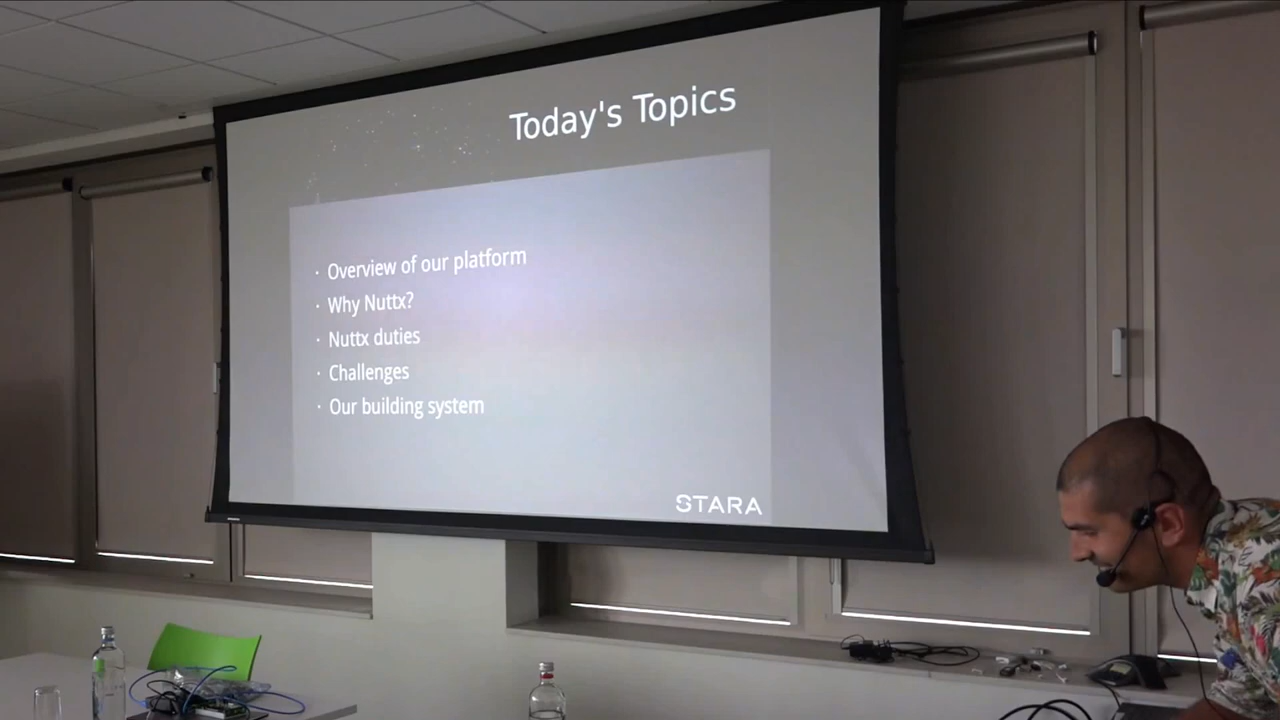 Today's Topics
· Overview of our platform
· Why Nuttx?
· Nuttx duties
· Challenges
· Our building system
STARA